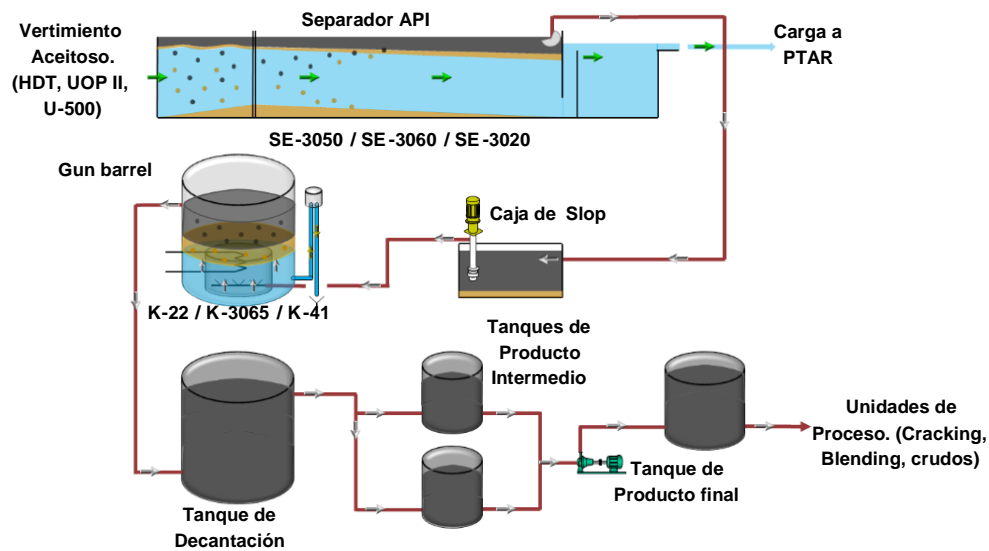 Separador API
Vertimiento
Aceitoso.
(HDT, UOP II,
U-500)
Carga a
PTAR
SE-3050 / SE-3060 / SE-3020
Gun barrel
Caja de Slop
K-22 / K-3065 / K-41
Tanques de
Producto
Intermedio
Unidades de
Proceso. (Cracking,
Blending, crudos)
Tanque de
Producto final
Tanque de
Decantación